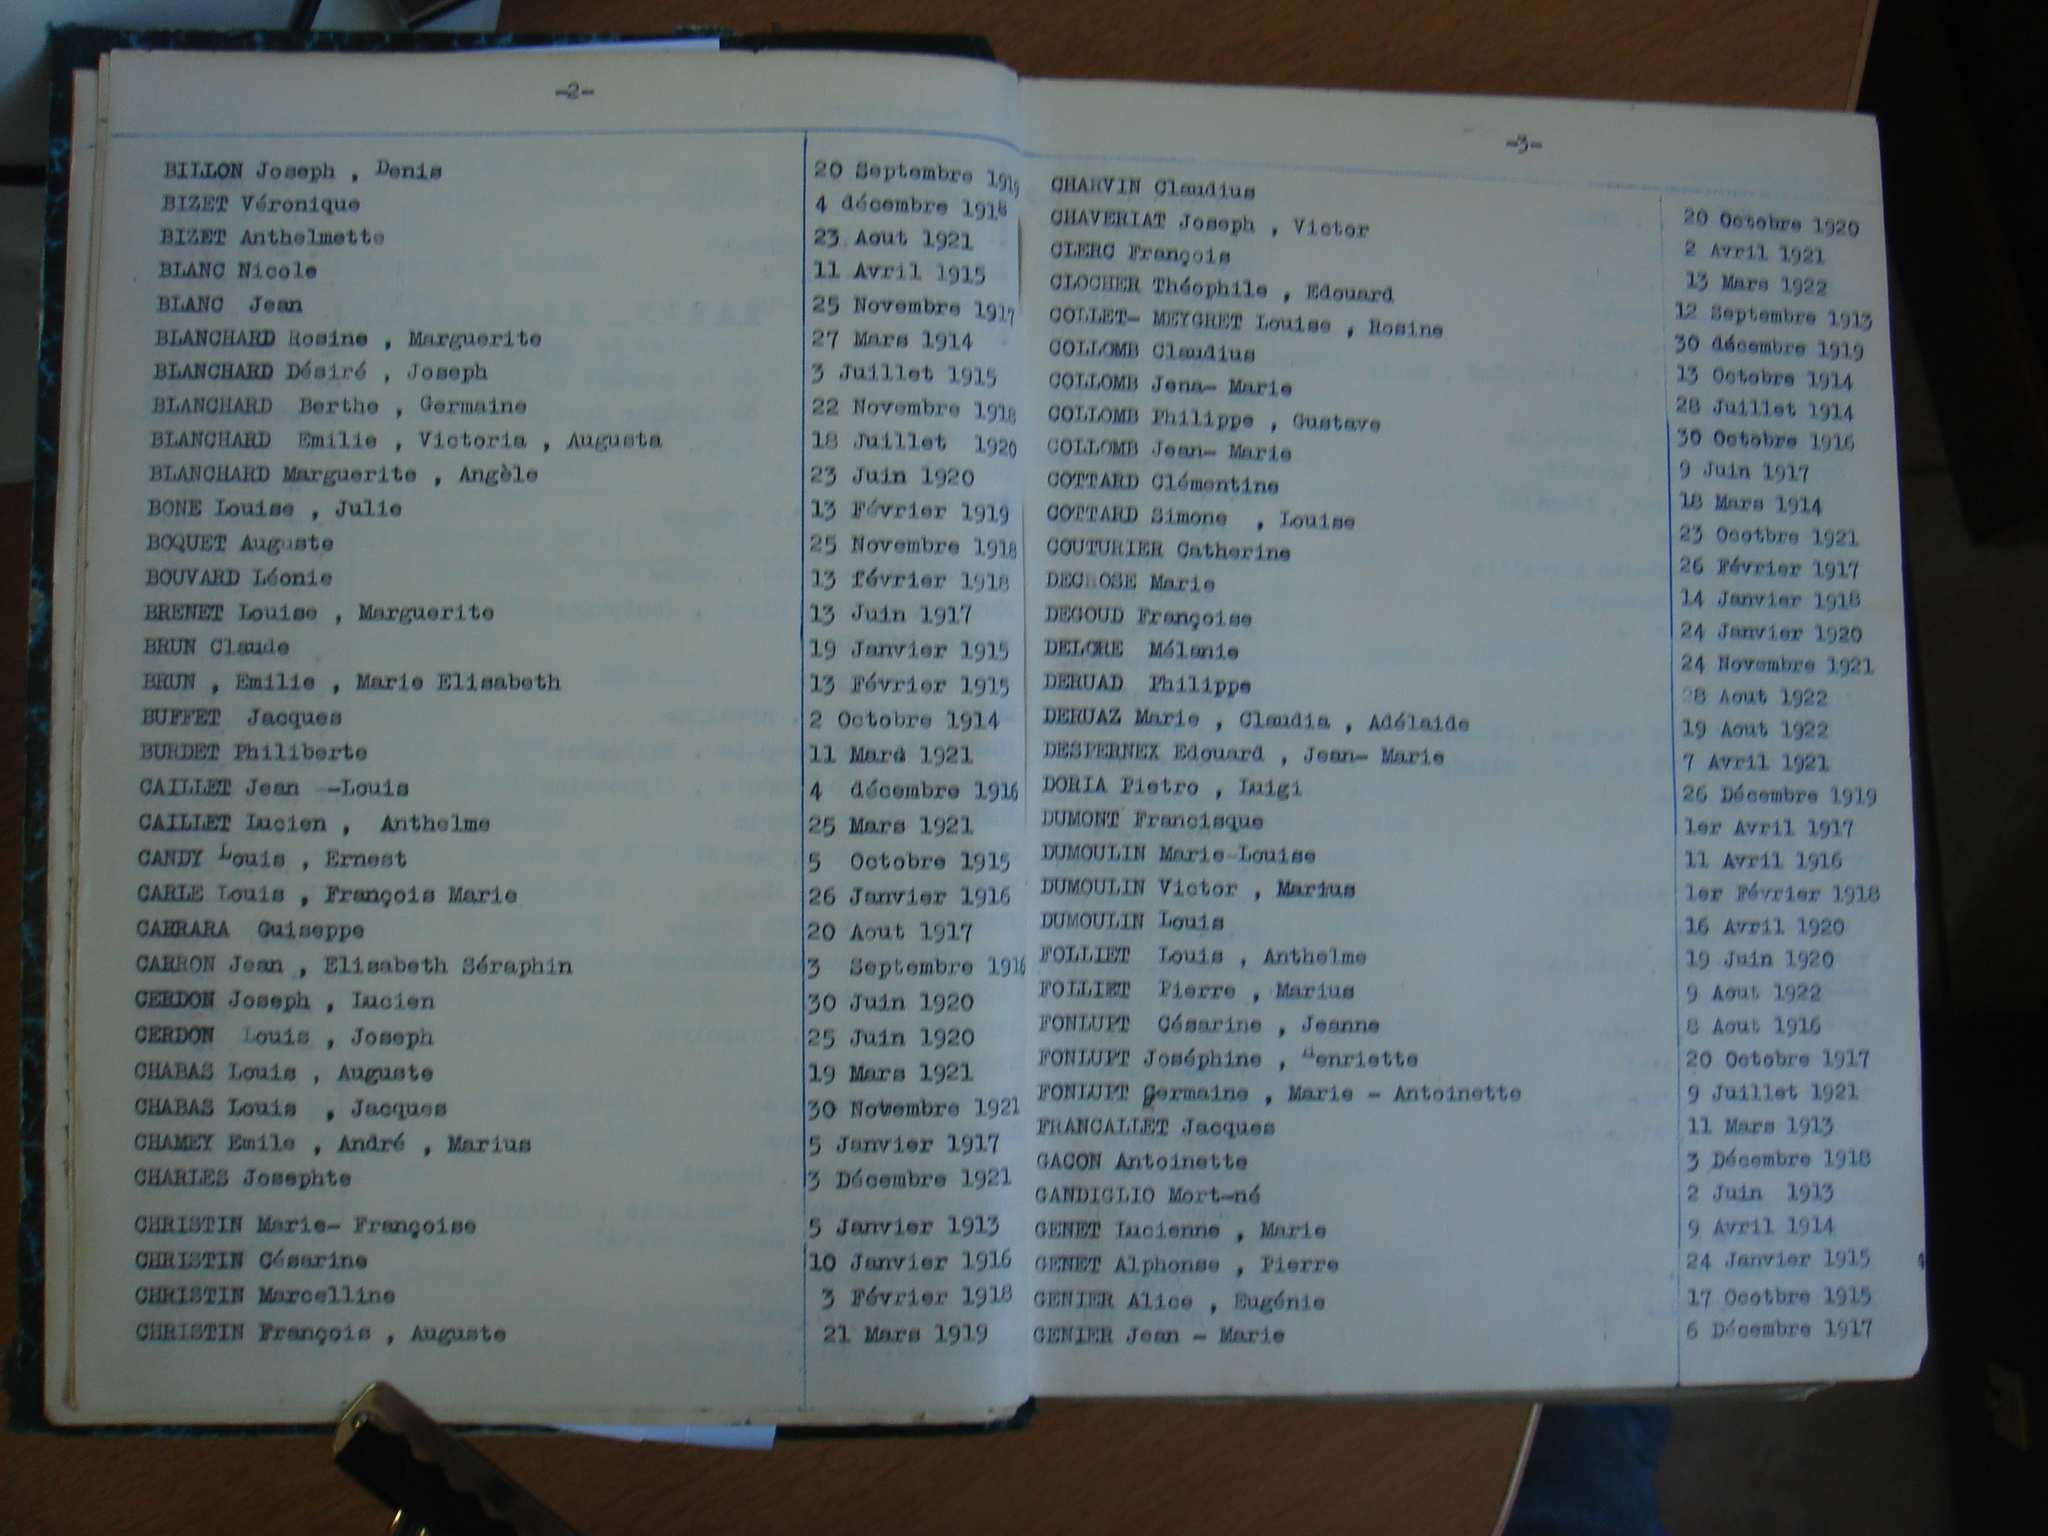 -2-
BILLON Joseph , Denis 20 Septembre 1919
BIZET Véronique 4 décembre 1918
BIZET Anthelmette 23 Aout 1921
BLANC Nicole 11 Avril 1915
BLANC Jean 25 Novembre 1917
BLANCHARD Rosine , Marguerite 27 Mars 1914
BLANCHARD Désiré , Joseph 3 Juillet 1915
BLANCHARD Berthe , Germaine 22 Novembre 1918
BLANCHARD Emilie , Victoria , Augusta 18 Juillet 1920
BLANCHARD Marguerite , Angèle 23 Juin 1920
BONE Louise , Julie 13 Février 1919
BOQUET Auguste 25 Novembre 1918
BOUVARD Léonie 13 février 1918
BRENET Louise , Marguerite 13 Juin 1917
BRUN Claude 19 Janvier 1915
BRUN , Emilie , Marie Elisabeth 13 Février 1915
BUFFET Jacques 2 Octobre 1914
BURDET Philiberte 11 Mars 1921
CAILLET Jean -Louis 4 décembre 1916
CAILLET Lucien , Anthelme 25 Mars 1921
CANDY Louis , Ernest 5 Octobre 1915
CARLE Louis , François Marie 26 Janvier 1916
CARRARA Guiseppe 20 Aout 1917
CARRON Jean , Elisabeth Séraphin 3 Septembre 1916
CERDON Joseph , Lucien 30 Juin 1920
CERDON Louis , Joseph 25 Juin 1920
CHABAS Louis , Auguste 19 Mars 1921
CHABAS Louis , Jacques 30 Novembre 1921
CHAMEY Emile , André , Marius 5 Janvier 1917
CHARLES Josephte 3 Décembre 1921
CHRISTIN Marie- Françoise 5 Janvier 1913
CHRISTIN Césarine 10 Janvier 1916
CHRISTIN Marcelline 3 Février 1918
CHRISTIN François , Auguste 21 Mars 1919
-3-
CHARVIN Claudius 20 Octobre 1920
CHAVERIAT Joseph , Victor 2 Avril 1921
CLERC François 13 Mars 1922
CLOCHER Théophile , Edouard 12 Septembre 1913
COLLET- MEYGRET Louise , Rosine 30 décembre 1919
COLLOMB Claudius 13 Octobre 1914
COLLOMB Jena- Marie 28 Juillet 1914
COLLOMB Philippe , Gustave 30 Octobre 1916
COLLOMB Jean- Marie 9 Juin 1917
COTTARD Clémentine 18 Mars 1914
COTTARD Simone , Louise 23 Ocotbre 1921
COUTURIER Catherine 26 Février 1917
DECROSE Marie 14 Janvier 1918
DEGOUD Françoise 24 Janvier 1920
DELORE Mélanie 24 Novembre 1921
DERUAD Philippe 28 Aout 1922
DERUAZ Marie , Claudia , Adélaide 19 Aout 1922
DESPERNEX Edouard , Jean- Marie 7 Avril 1921
DORIA Pietro , Luigi 26 Décembre 1919
DUMONT Francisque 1er Avril 1917
DUMOULIN Marie-Louise 11 Avril 1916
DUMOULIN Victor , Marius 1er Février 1918
DUMOULIN Louis 16 Avril 1920
FOLLIET Louis , Anthelme 19 Juin 1920
FOLLIET Pierre , Marius 9 Aout 1922
FONLUPT Césarine , Jeanne 8 Aout 1916
FONLUPT Joséphine , Henriette 20 Octobre 1917
FONLUPT Germaine , Marie - Antoinette 9 Juillet 1921
FRANCALLET Jacques 11 Mars 1913
GACON Antoinette 3 Décembre 1918
GANDIGLIO Mort-né 2 Juin 1913
GENET Lucienne , Marie 9 Avril 1914
GENET Alphonse , Pierre 24 Janvier 1915
GENIER Alice , Eugénie 17 Ocotbre 1915
GENIER Jean - Marie 6 Décembre 1917